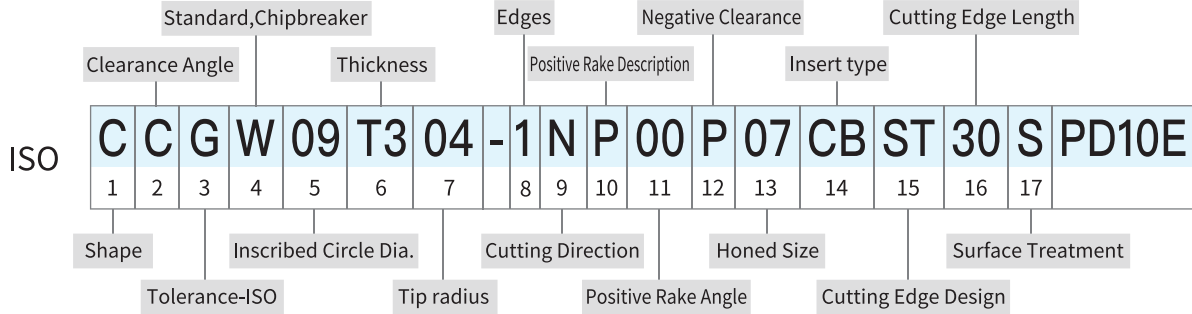 Standard,Chipbreaker
Edges
Negative Clearance
Cutting Edge Length
Clearance Angle
Thickness
Positive Rake Description
Insert type
ISO
C C G W 09 T3 04 - 1 N P 00 P 07 CB ST 30 S PD10E
1 2 3 4 5 6 7 8 9 10 11 12 13 14 15 16 17
Shape
Inscribed Circle Dia.
Cutting Direction
Honed Size
Surface Treatment
Tolerance-ISO
Tip radius
Positive Rake Angle
Cutting Edge Design